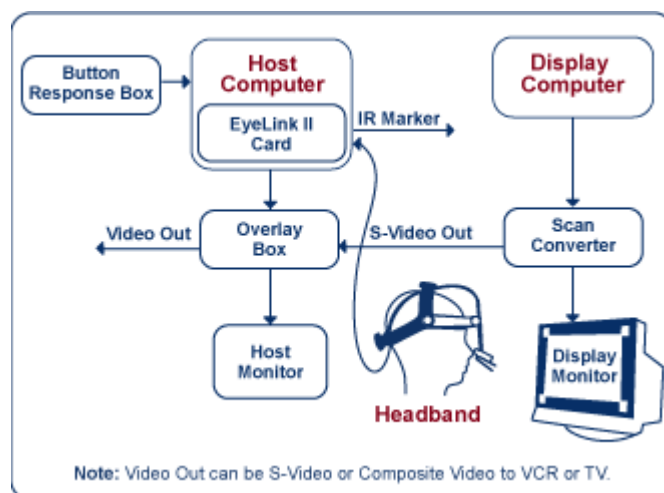 Button
Response Box
Host
Computer
EyeLink II
Card
IR Marker
Display
Computer
Video Out
Overlay
Box
S-Video Out
Scan
Converter
Host
Monitor
Headband
Display
Monitor
Note: Video Out can be S-Video or Composite Video to VCR or TV.